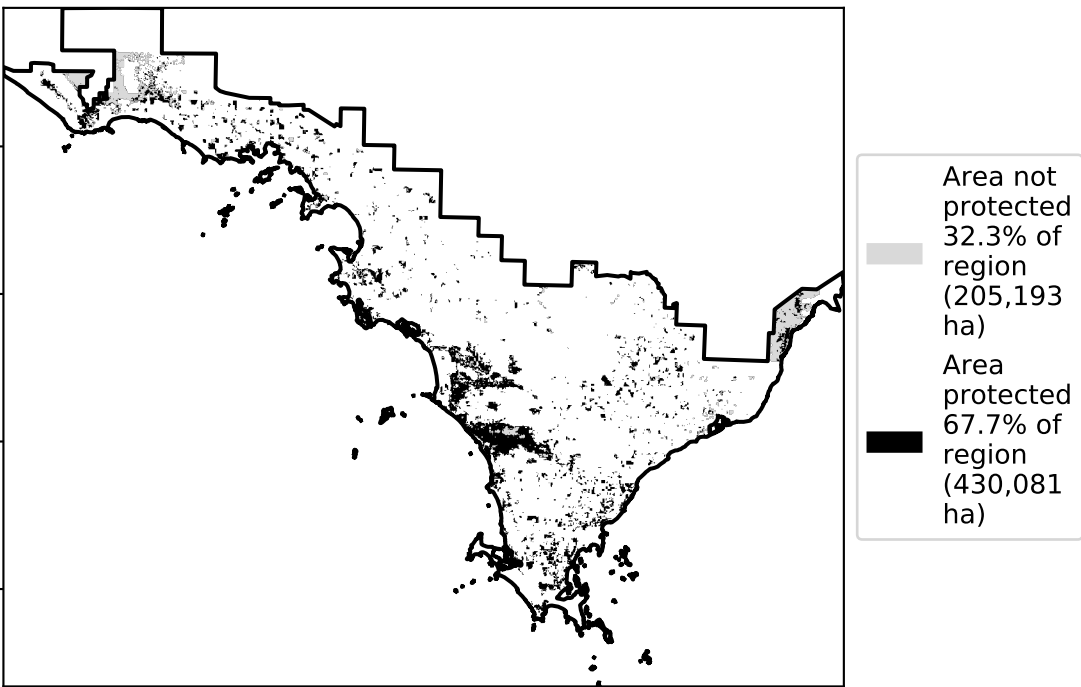 Area not
protected
32.3% of
region
(205,193
ha)
Area
protected
67.7% of
region
(430,081
ha)